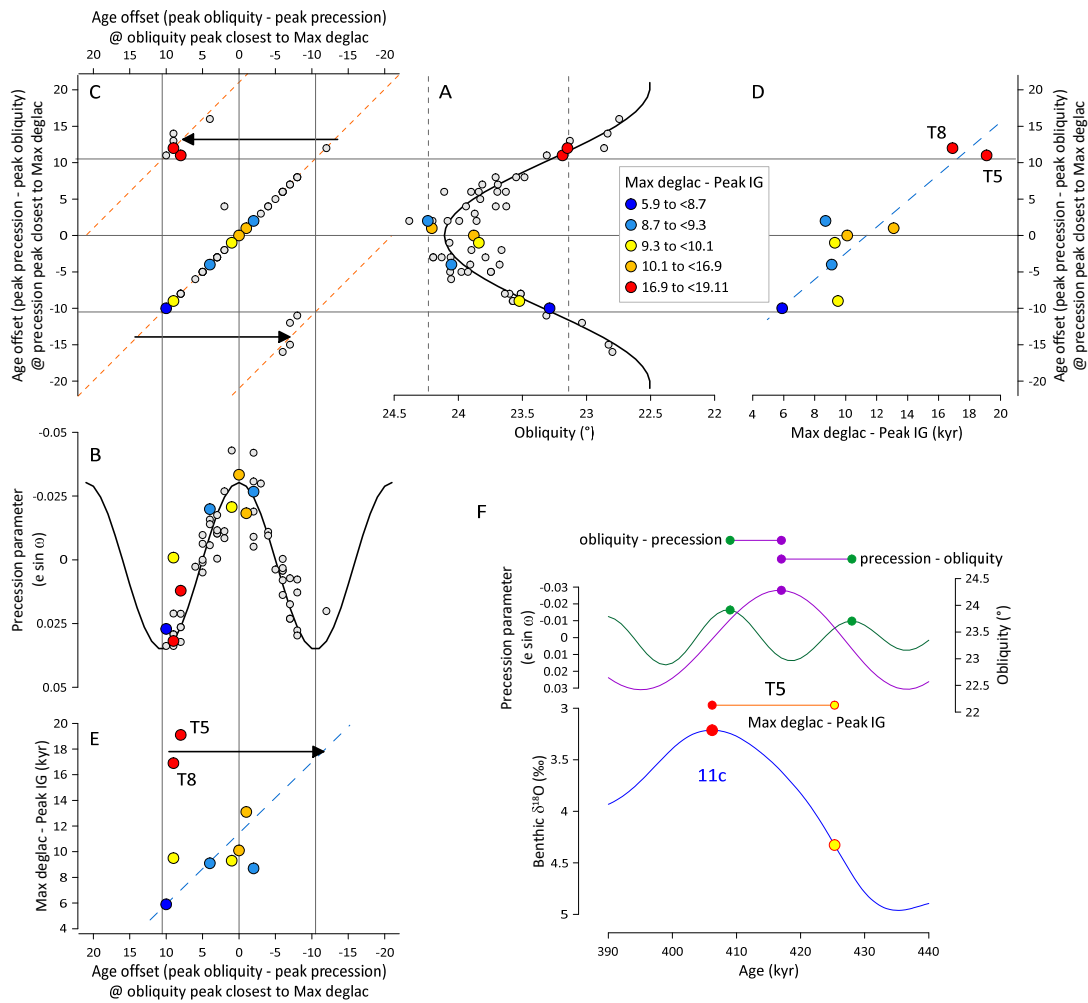 Age offset (peak obliquity - peak precession)
@ obliquity peak closest to Max deglac
20 15 10 5 0 -5 -10 -15 -20
C
Age offset (peak precession - peak obliquity)
@ precession peak closest to Max deglac
20
15
10
5
0
-5
-10
-15
-20
A
24.5 24 23.5 23 22.5 22
Obliquity (°)
Max deglac - Peak IG
5.9 to <8.7
8.7 to <9.3
9.3 to <10.1
10.1 to <16.9
16.9 to <19.11
D
T8
T5
20
15
10
5
0
-5
-10
-15
-20
Age offset (peak precession - peak obliquity)
@ precession peak closest to Max deglac
4 6 8 10 12 14 16 18 20
Max deglac - Peak IG (kyr)
B
Precession parameter
(e sin ω)
-0.05
-0.025
0
0.025
0.05
E
T5
T8
Max deglac - Peak IG (kyr)
20
18
16
14
12
10
8
6
4
20 15 10 5 0 -5 -10 -15 -20
Age offset (peak obliquity - peak precession)
@ obliquity peak closest to Max deglac
F
obliquity - precession
precession - obliquity
Precession parameter
(e sin ω)
-0.03
-0.02
-0.01
0
0.01
0.02
0.03
24.5
24
23.5
23
22.5
22
Obliquity (°)
T5
Max deglac - Peak IG
11c
Benthic δ18O (‰)
3
3.5
4
4.5
5
390 400 410 420 430 440
Age (kyr)